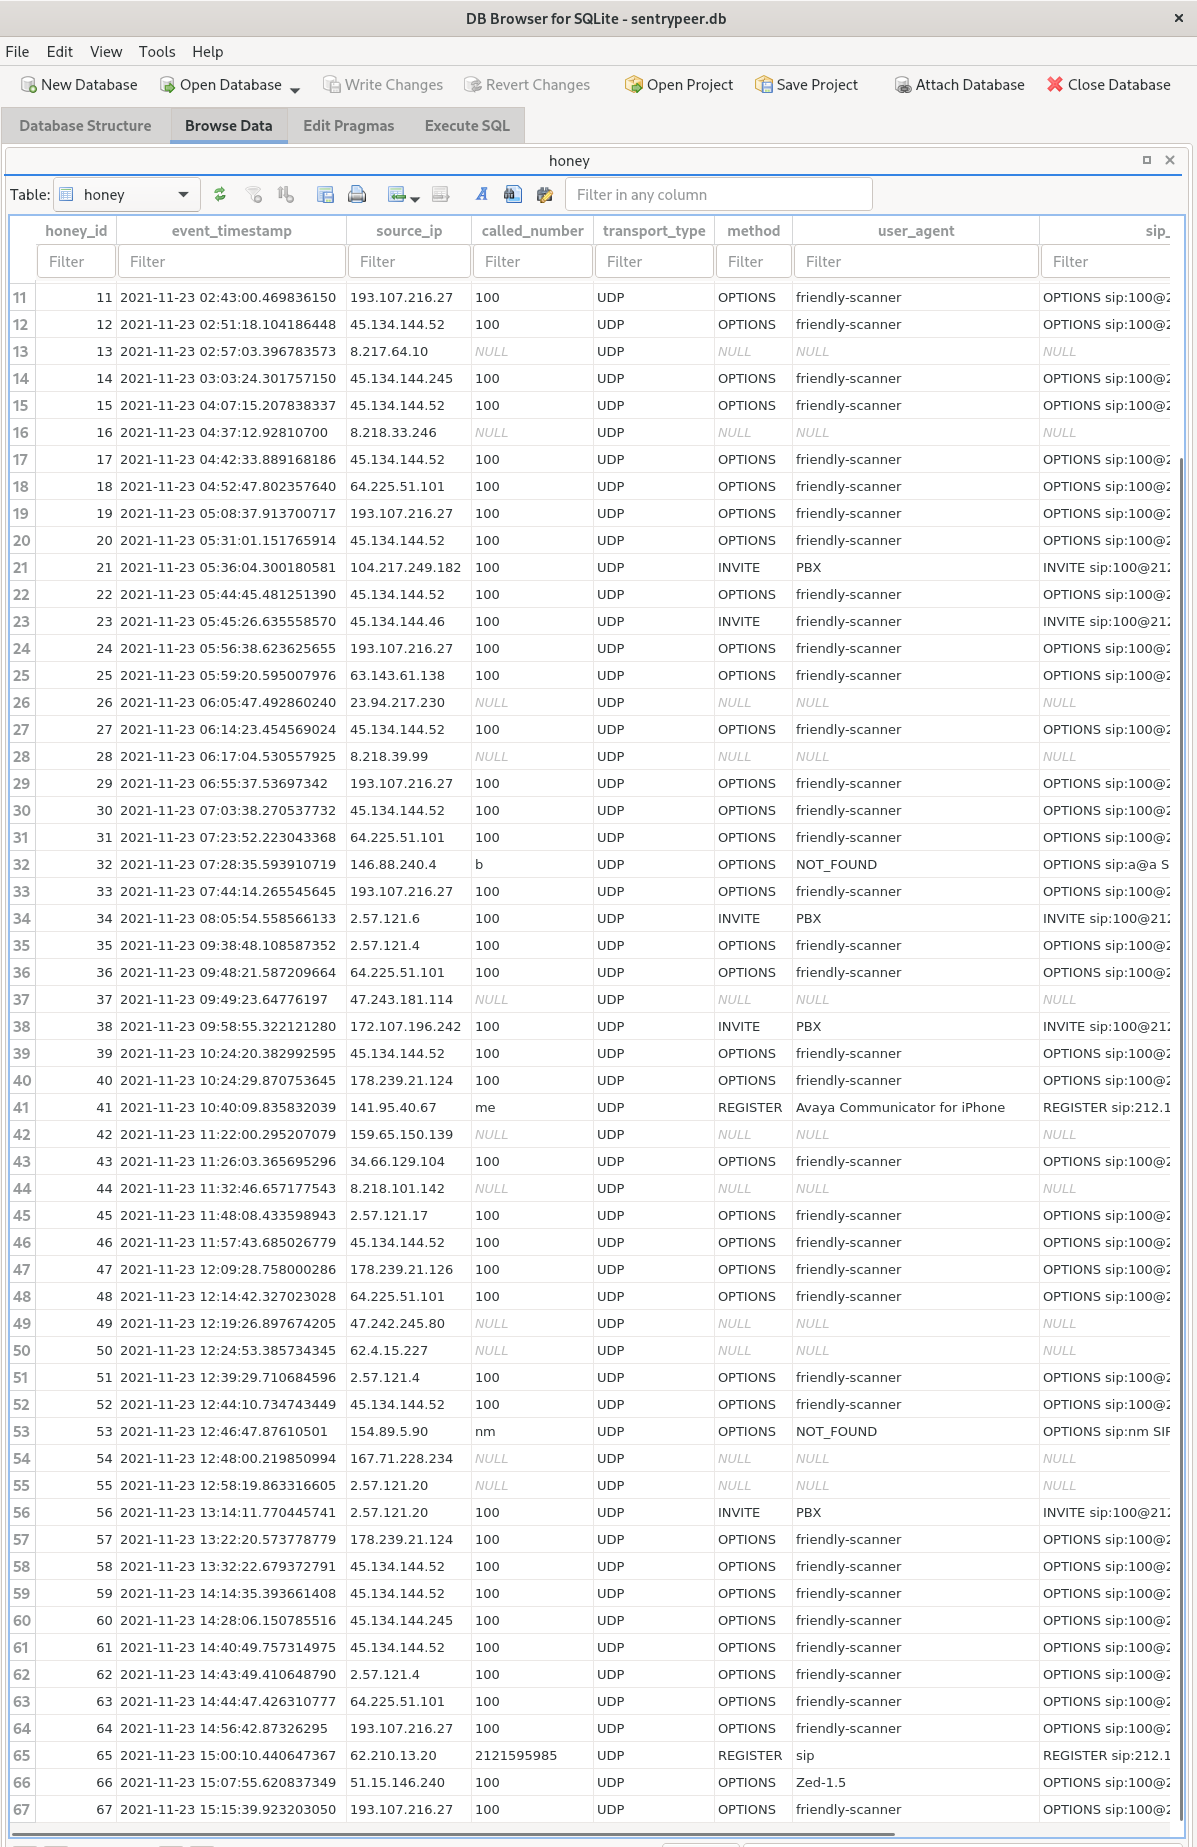 DB Browser for SQLite - sentrypeer.db
File Edit View Tools Help
New Database Open Database Write Changes Revert Changes Open Project Save Project Attach Database Close Database
Database Structure Browse Data Edit Pragmas Execute SQL
honey
Table: honey Filter in any column
honey_id event_timestamp source_ip called_number transport_type method user_agent sip_
Filter Filter Filter Filter Filter Filter Filter Filter
11 11 2021-11-23 02:43:00.469836150 193.107.216.27 100 UDP OPTIONS friendly-scanner OPTIONS sip:100@2
12 12 2021-11-23 02:51:18.104186448 45.134.144.52 100 UDP OPTIONS friendly-scanner OPTIONS sip:100@2
13 13 2021-11-23 02:57:03.396783573 8.217.64.10 NULL UDP NULL NULL NULL
14 14 2021-11-23 03:03:24.301757150 45.134.144.245 100 UDP OPTIONS friendly-scanner OPTIONS sip:100@2
15 15 2021-11-23 04:07:15.207838337 45.134.144.52 100 UDP OPTIONS friendly-scanner OPTIONS sip:100@2
16 16 2021-11-23 04:37:12.92810700 8.218.33.246 NULL UDP NULL NULL NULL
17 17 2021-11-23 04:42:33.889168186 45.134.144.52 100 UDP OPTIONS friendly-scanner OPTIONS sip:100@2
18 18 2021-11-23 04:52:47.802357640 64.225.51.101 100 UDP OPTIONS friendly-scanner OPTIONS sip:100@2
19 19 2021-11-23 05:08:37.913700717 193.107.216.27 100 UDP OPTIONS friendly-scanner OPTIONS sip:100@2
20 20 2021-11-23 05:31:01.151765914 45.134.144.52 100 UDP OPTIONS friendly-scanner OPTIONS sip:100@2
21 21 2021-11-23 05:36:04.300180581 104.217.249.182 100 UDP INVITE PBX INVITE sip:100@212
22 22 2021-11-23 05:44:45.481251390 45.134.144.52 100 UDP OPTIONS friendly-scanner OPTIONS sip:100@2
23 23 2021-11-23 05:45:26.635558570 45.134.144.46 100 UDP INVITE friendly-scanner INVITE sip:100@212
24 24 2021-11-23 05:56:38.623625655 193.107.216.27 100 UDP OPTIONS friendly-scanner OPTIONS sip:100@2
25 25 2021-11-23 05:59:20.595007976 63.143.61.138 100 UDP OPTIONS friendly-scanner OPTIONS sip:100@2
26 26 2021-11-23 06:05:47.492860240 23.94.217.230 NULL UDP NULL NULL NULL
27 27 2021-11-23 06:14:23.454569024 45.134.144.52 100 UDP OPTIONS friendly-scanner OPTIONS sip:100@2
28 28 2021-11-23 06:17:04.530557925 8.218.39.99 NULL UDP NULL NULL NULL
29 29 2021-11-23 06:55:37.53697342 193.107.216.27 100 UDP OPTIONS friendly-scanner OPTIONS sip:100@2
30 30 2021-11-23 07:03:38.270537732 45.134.144.52 100 UDP OPTIONS friendly-scanner OPTIONS sip:100@2
31 31 2021-11-23 07:23:52.223043368 64.225.51.101 100 UDP OPTIONS friendly-scanner OPTIONS sip:100@2
32 32 2021-11-23 07:28:35.593910719 146.88.240.4 b UDP OPTIONS NOT_FOUND OPTIONS sip:a@a S
33 33 2021-11-23 07:44:14.265545645 193.107.216.27 100 UDP OPTIONS friendly-scanner OPTIONS sip:100@2
34 34 2021-11-23 08:05:54.558566133 2.57.121.6 100 UDP INVITE PBX INVITE sip:100@212
35 35 2021-11-23 09:38:48.108587352 2.57.121.4 100 UDP OPTIONS friendly-scanner OPTIONS sip:100@2
36 36 2021-11-23 09:48:21.587209664 64.225.51.101 100 UDP OPTIONS friendly-scanner OPTIONS sip:100@2
37 37 2021-11-23 09:49:23.64776197 47.243.181.114 NULL UDP NULL NULL NULL
38 38 2021-11-23 09:58:55.322121280 172.107.196.242 100 UDP INVITE PBX INVITE sip:100@212
39 39 2021-11-23 10:24:20.382992595 45.134.144.52 100 UDP OPTIONS friendly-scanner OPTIONS sip:100@2
40 40 2021-11-23 10:24:29.870753645 178.239.21.124 100 UDP OPTIONS friendly-scanner OPTIONS sip:100@2
41 41 2021-11-23 10:40:09.835832039 141.95.40.67 me UDP REGISTER Avaya Communicator for iPhone REGISTER sip:212.1
42 42 2021-11-23 11:22:00.295207079 159.65.150.139 NULL UDP NULL NULL NULL
43 43 2021-11-23 11:26:03.365695296 34.66.129.104 100 UDP OPTIONS friendly-scanner OPTIONS sip:100@2
44 44 2021-11-23 11:32:46.657177543 8.218.101.142 NULL UDP NULL NULL NULL
45 45 2021-11-23 11:48:08.433598943 2.57.121.17 100 UDP OPTIONS friendly-scanner OPTIONS sip:100@2
46 46 2021-11-23 11:57:43.685026779 45.134.144.52 100 UDP OPTIONS friendly-scanner OPTIONS sip:100@2
47 47 2021-11-23 12:09:28.758000286 178.239.21.126 100 UDP OPTIONS friendly-scanner OPTIONS sip:100@2
48 48 2021-11-23 12:14:42.327023028 64.225.51.101 100 UDP OPTIONS friendly-scanner OPTIONS sip:100@2
49 49 2021-11-23 12:19:26.897674205 47.242.245.80 NULL UDP NULL NULL NULL
50 50 2021-11-23 12:24:53.385734345 62.4.15.227 NULL UDP NULL NULL NULL
51 51 2021-11-23 12:39:29.710684596 2.57.121.4 100 UDP OPTIONS friendly-scanner OPTIONS sip:100@2
52 52 2021-11-23 12:44:10.734743449 45.134.144.52 100 UDP OPTIONS friendly-scanner OPTIONS sip:100@2
53 53 2021-11-23 12:46:47.87610501 154.89.5.90 nm UDP OPTIONS NOT_FOUND OPTIONS sip:nm SIP
54 54 2021-11-23 12:48:00.219850994 167.71.228.234 NULL UDP NULL NULL NULL
55 55 2021-11-23 12:58:19.863316605 2.57.121.20 NULL UDP NULL NULL NULL
56 56 2021-11-23 13:14:11.770445741 2.57.121.20 100 UDP INVITE PBX INVITE sip:100@212
57 57 2021-11-23 13:22:20.573778779 178.239.21.124 100 UDP OPTIONS friendly-scanner OPTIONS sip:100@2
58 58 2021-11-23 13:32:22.679372791 45.134.144.52 100 UDP OPTIONS friendly-scanner OPTIONS sip:100@2
59 59 2021-11-23 14:14:35.393661408 45.134.144.52 100 UDP OPTIONS friendly-scanner OPTIONS sip:100@2
60 60 2021-11-23 14:28:06.150785516 45.134.144.245 100 UDP OPTIONS friendly-scanner OPTIONS sip:100@2
61 61 2021-11-23 14:40:49.757314975 45.134.144.52 100 UDP OPTIONS friendly-scanner OPTIONS sip:100@2
62 62 2021-11-23 14:43:49.410648790 2.57.121.4 100 UDP OPTIONS friendly-scanner OPTIONS sip:100@2
63 63 2021-11-23 14:44:47.426310777 64.225.51.101 100 UDP OPTIONS friendly-scanner OPTIONS sip:100@2
64 64 2021-11-23 14:56:42.87326295 193.107.216.27 100 UDP OPTIONS friendly-scanner OPTIONS sip:100@2
65 65 2021-11-23 15:00:10.440647367 62.210.13.20 2121595985 UDP REGISTER sip REGISTER sip:212.1
66 66 2021-11-23 15:07:55.620837349 51.15.146.240 100 UDP OPTIONS Zed-1.5 OPTIONS sip:100@2
67 67 2021-11-23 15:15:39.923203050 193.107.216.27 100 UDP OPTIONS friendly-scanner OPTIONS sip:100@2